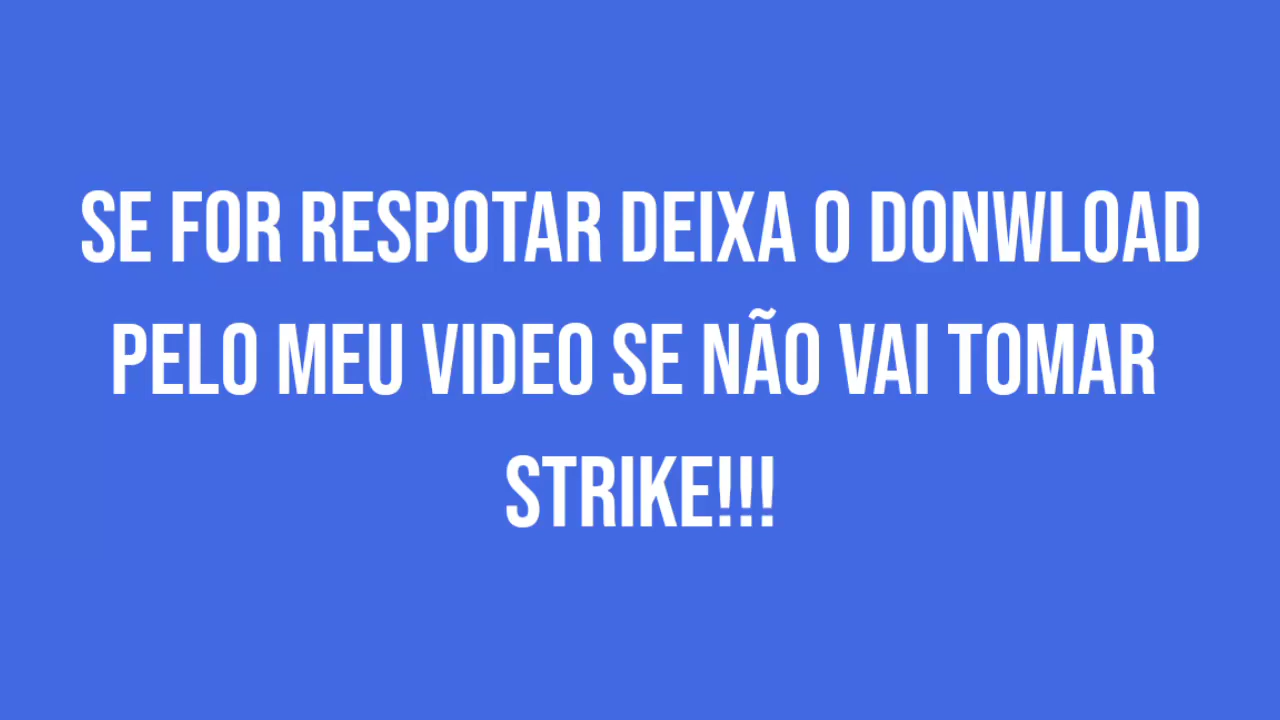 SE FOR RESPOTAR DEIXA O DONWLOAD
PELO MEU VIDEO SE NÃO VAI TOMAR
STRIKE!!!